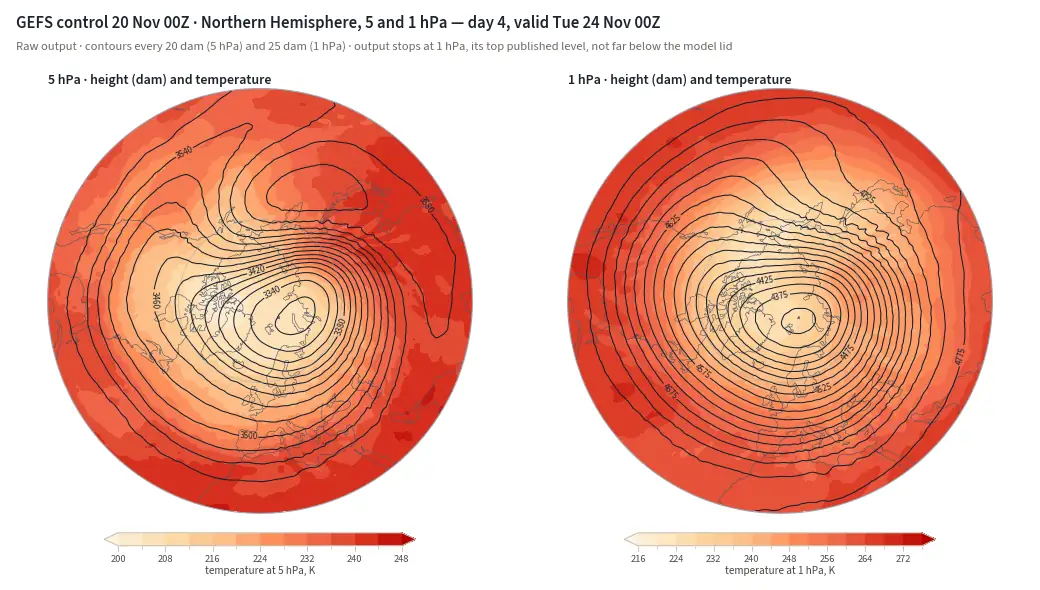 GEFS control 20 Nov 00Z · Northern Hemisphere, 5 and 1 hPa — day 4, valid Tue 24 Nov 00Z
Raw output · contours every 20 dam (5 hPa) and 25 dam (1 hPa) · output stops at 1 hPa, its top published level, not far below the model lid
5 hPa · height (dam) and temperature
1 hPa · height (dam) and temperature
3540
3420
3340
3460
3500
4625
4425
4375
4475
4575
4675
4775
200 208 216 224 232 240 248
temperature at 5 hPa, K
216 224 232 240 248 256 264 272
temperature at 1 hPa, K